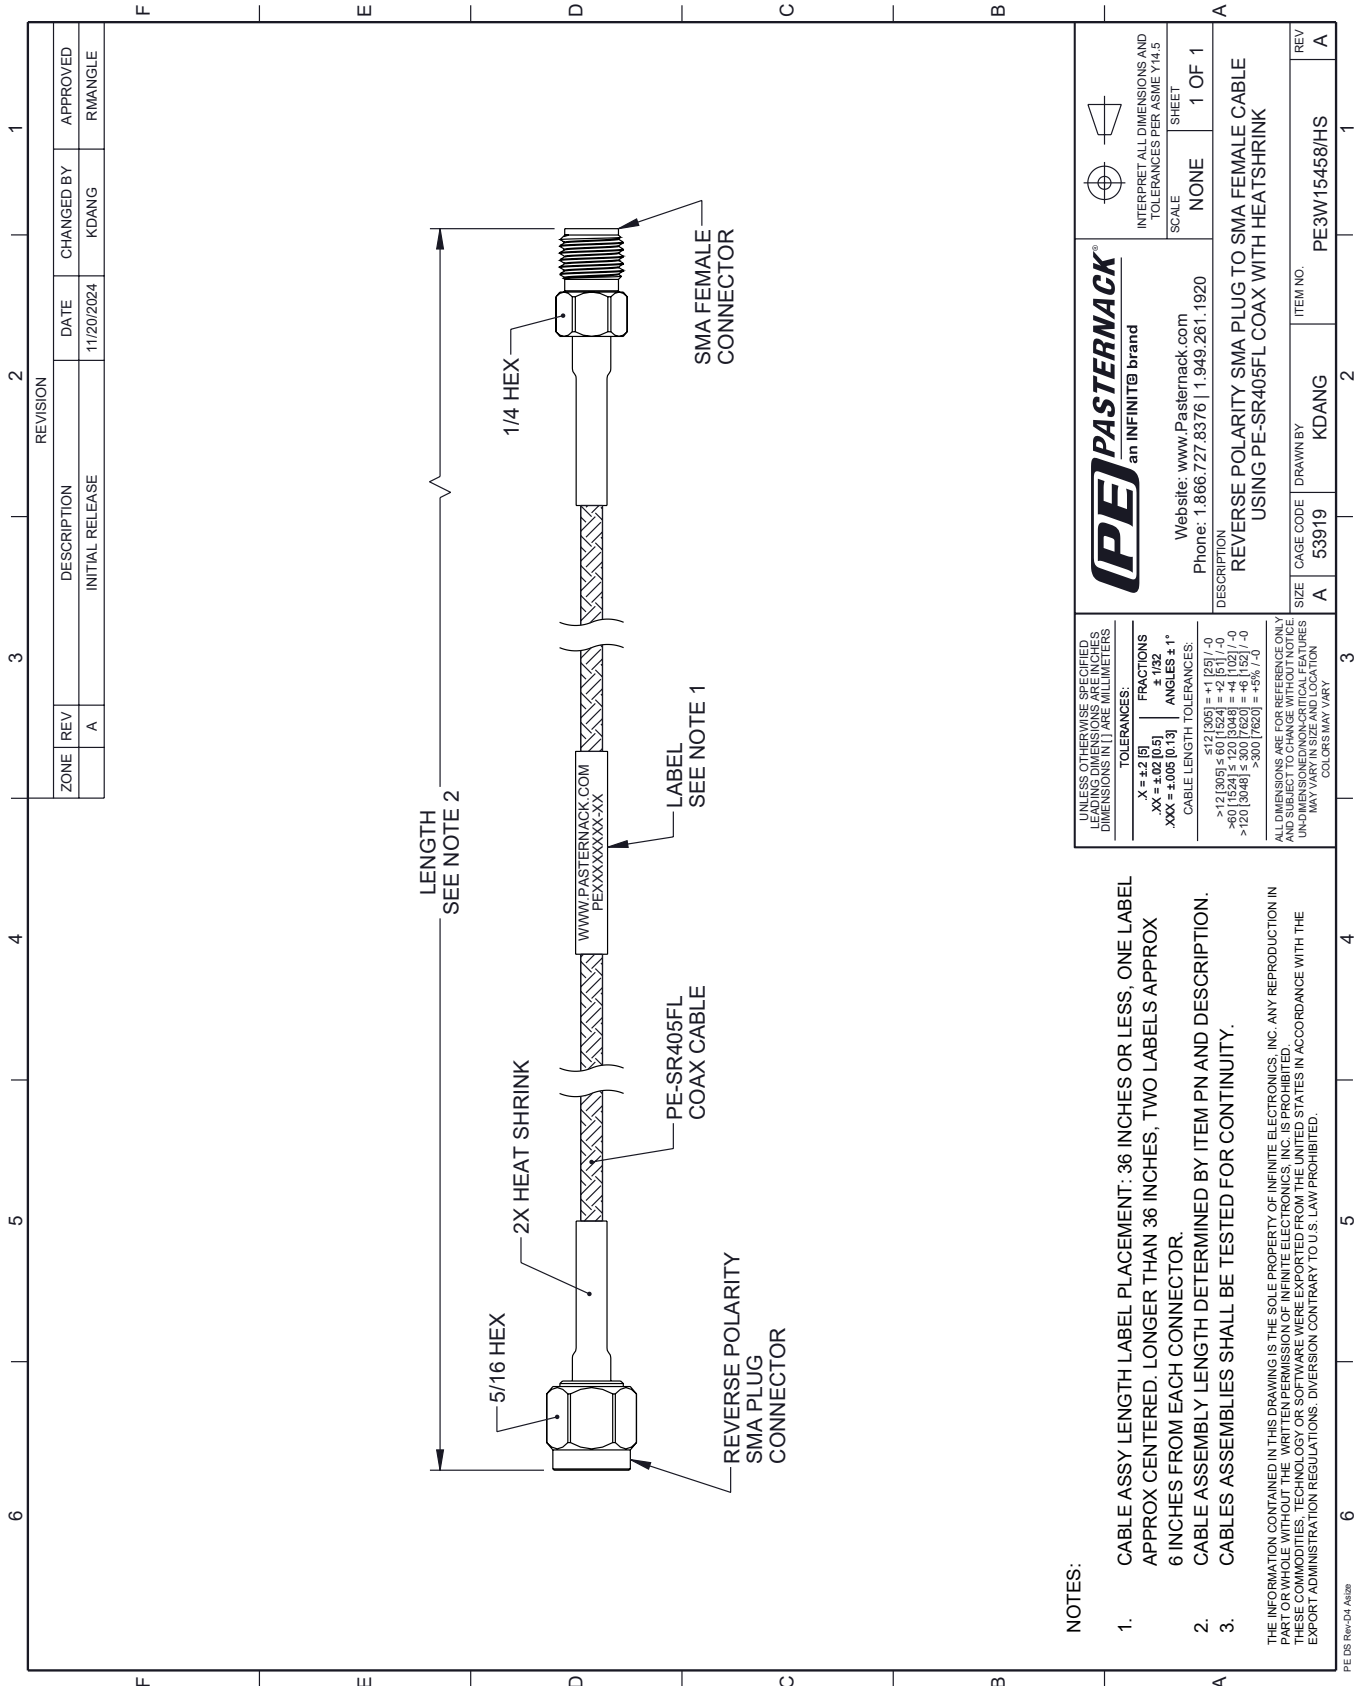 REVISION
ZONE REV DESCRIPTION DATE CHANGED BY APPROVED
A INITIAL RELEASE 11/20/2024 KDANG RMANGLE
6 5 4 3 2 1
F
E
D
C
B
A
LENGTH
SEE NOTE 2
5/16 HEX
2X HEAT SHRINK
1/4 HEX
WWW.PASTERNACK.COM
PEXXXXXXXX-XX
REVERSE POLARITY
SMA PLUG
CONNECTOR
PE-SR405FL
COAX CABLE
LABEL
SEE NOTE 1
SMA FEMALE
CONNECTOR
NOTES:
1. CABLE ASSY LENGTH LABEL PLACEMENT: 36 INCHES OR LESS, ONE LABEL
APPROX CENTERED. LONGER THAN 36 INCHES, TWO LABELS APPROX
6 INCHES FROM EACH CONNECTOR.
2. CABLE ASSEMBLY LENGTH DETERMINED BY ITEM PN AND DESCRIPTION.
3. CABLES ASSEMBLIES SHALL BE TESTED FOR CONTINUITY.
THE INFORMATION CONTAINED IN THIS DRAWING IS THE SOLE PROPERTY OF INFINITE ELECTRONICS, INC. ANY REPRODUCTION IN
PART OR WHOLE WITHOUT THE WRITTEN PERMISSION OF INFINITE ELECTRONICS, INC. IS PROHIBITED.
THESE COMMODITIES, TECHNOLOGY OR SOFTWARE WERE EXPORTED FROM THE UNITED STATES IN ACCORDANCE WITH THE
EXPORT ADMINISTRATION REGULATIONS. DIVERSION CONTRARY TO U.S. LAW PROHIBITED.
UNLESS OTHERWISE SPECIFIED
LEADING DIMENSIONS ARE INCHES
DIMENSIONS IN [ ] ARE MILLIMETERS
TOLERANCES:
.X = ±.2 [5] FRACTIONS
.XX = ±.02 [0.5] ± 1/32
.XXX = ±.005 [0.13] ANGLES ± 1°
CABLE LENGTH TOLERANCES:
≤12 [305] = +1 [25] / -0
>12 [305] ≤ 60 [1524] = +2 [51] / -0
>60 [1524] ≤ 120 [3048] = +4 [102] / -0
>120 [3048] ≤ 300 [7620] = +6 [152] / -0
>300 [7620] = +5% / -0
ALL DIMENSIONS ARE FOR REFERENCE ONLY
AND SUBJECT TO CHANGE WITHOUT NOTICE.
UN-DIMENSIONED/NON-CRITICAL FEATURES
MAY VARY IN SIZE AND LOCATION
COLORS MAY VARY
PE PASTERNACK®
an INFINIT@ brand
Website: www.Pasternack.com
Phone: 1.866.727.8376 | 1.949.261.1920
INTERPRET ALL DIMENSIONS AND
TOLERANCES PER ASME Y14.5
SCALE SHEET
NONE 1 OF 1
DESCRIPTION
REVERSE POLARITY SMA PLUG TO SMA FEMALE CABLE
USING PE-SR405FL COAX WITH HEATSHRINK
SIZE CAGE CODE DRAWN BY ITEM NO. REV
A 53919 KDANG PE3W15458/HS A
6 5 4 3 2 1
F
E
D
C
B
A
PE DS Rev-D4 Asize